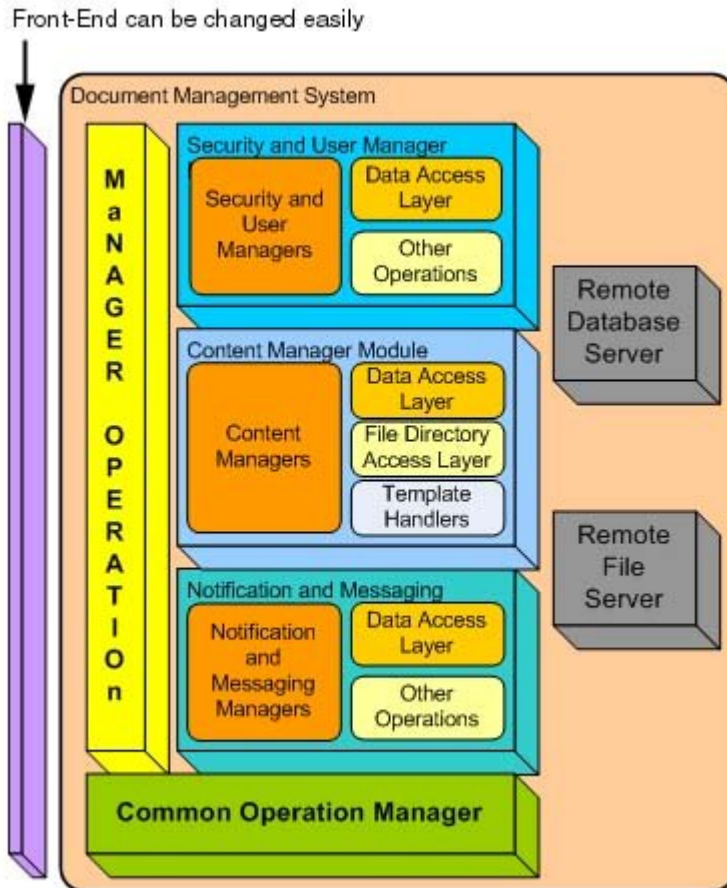 Front-End can be changed easily
Document Management System
MaNAGER OPERATIOn
Security and User Manager
Security and
User
Managers
Data Access
Layer
Other
Operations
Content Manager Module
Content
Managers
Data Access
Layer
File Directory
Access Layer
Template
Handlers
Notification and Messaging
Notification
and
Messaging
Managers
Data Access
Layer
Other
Operations
Common Operation Manager
Remote
Database
Server
Remote
File
Server